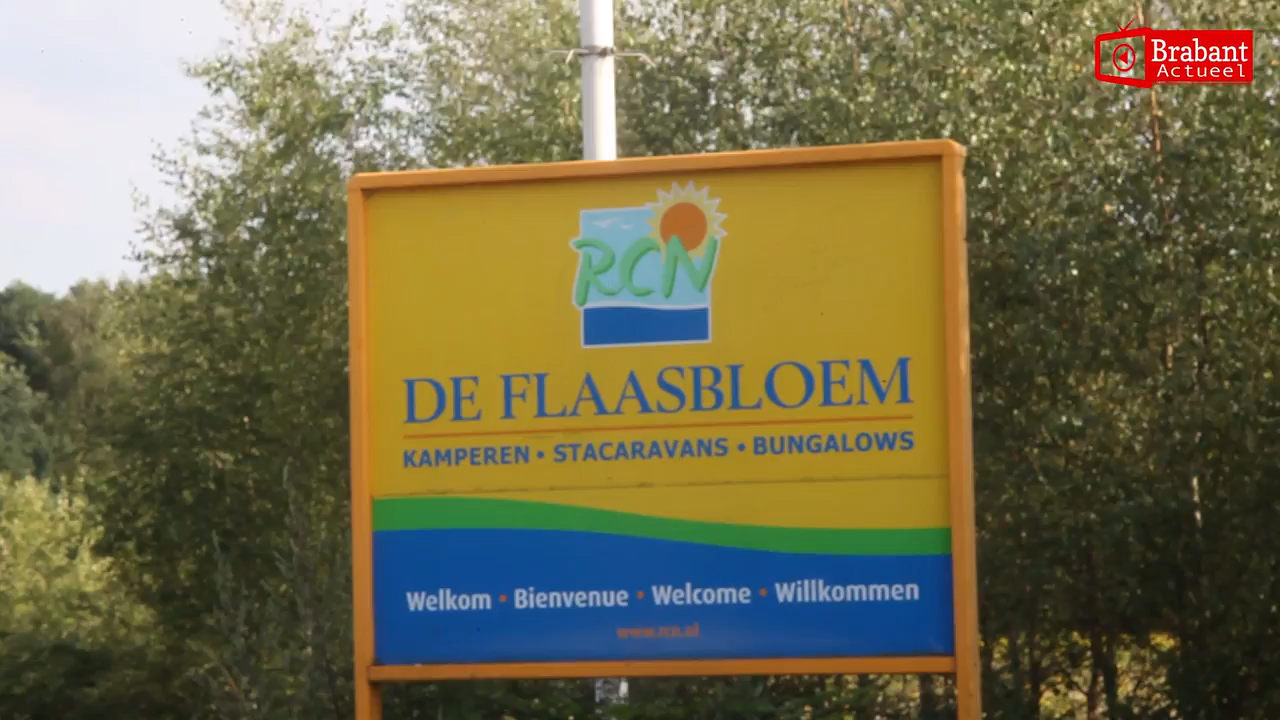 Brabant
Actueel
RCN
DE FLAASBLOEM
KAMPEREN • STACARAVANS • BUNGALOWS
Welkom • Bienvenue • Welcome • Willkommen
www.rcn.nl